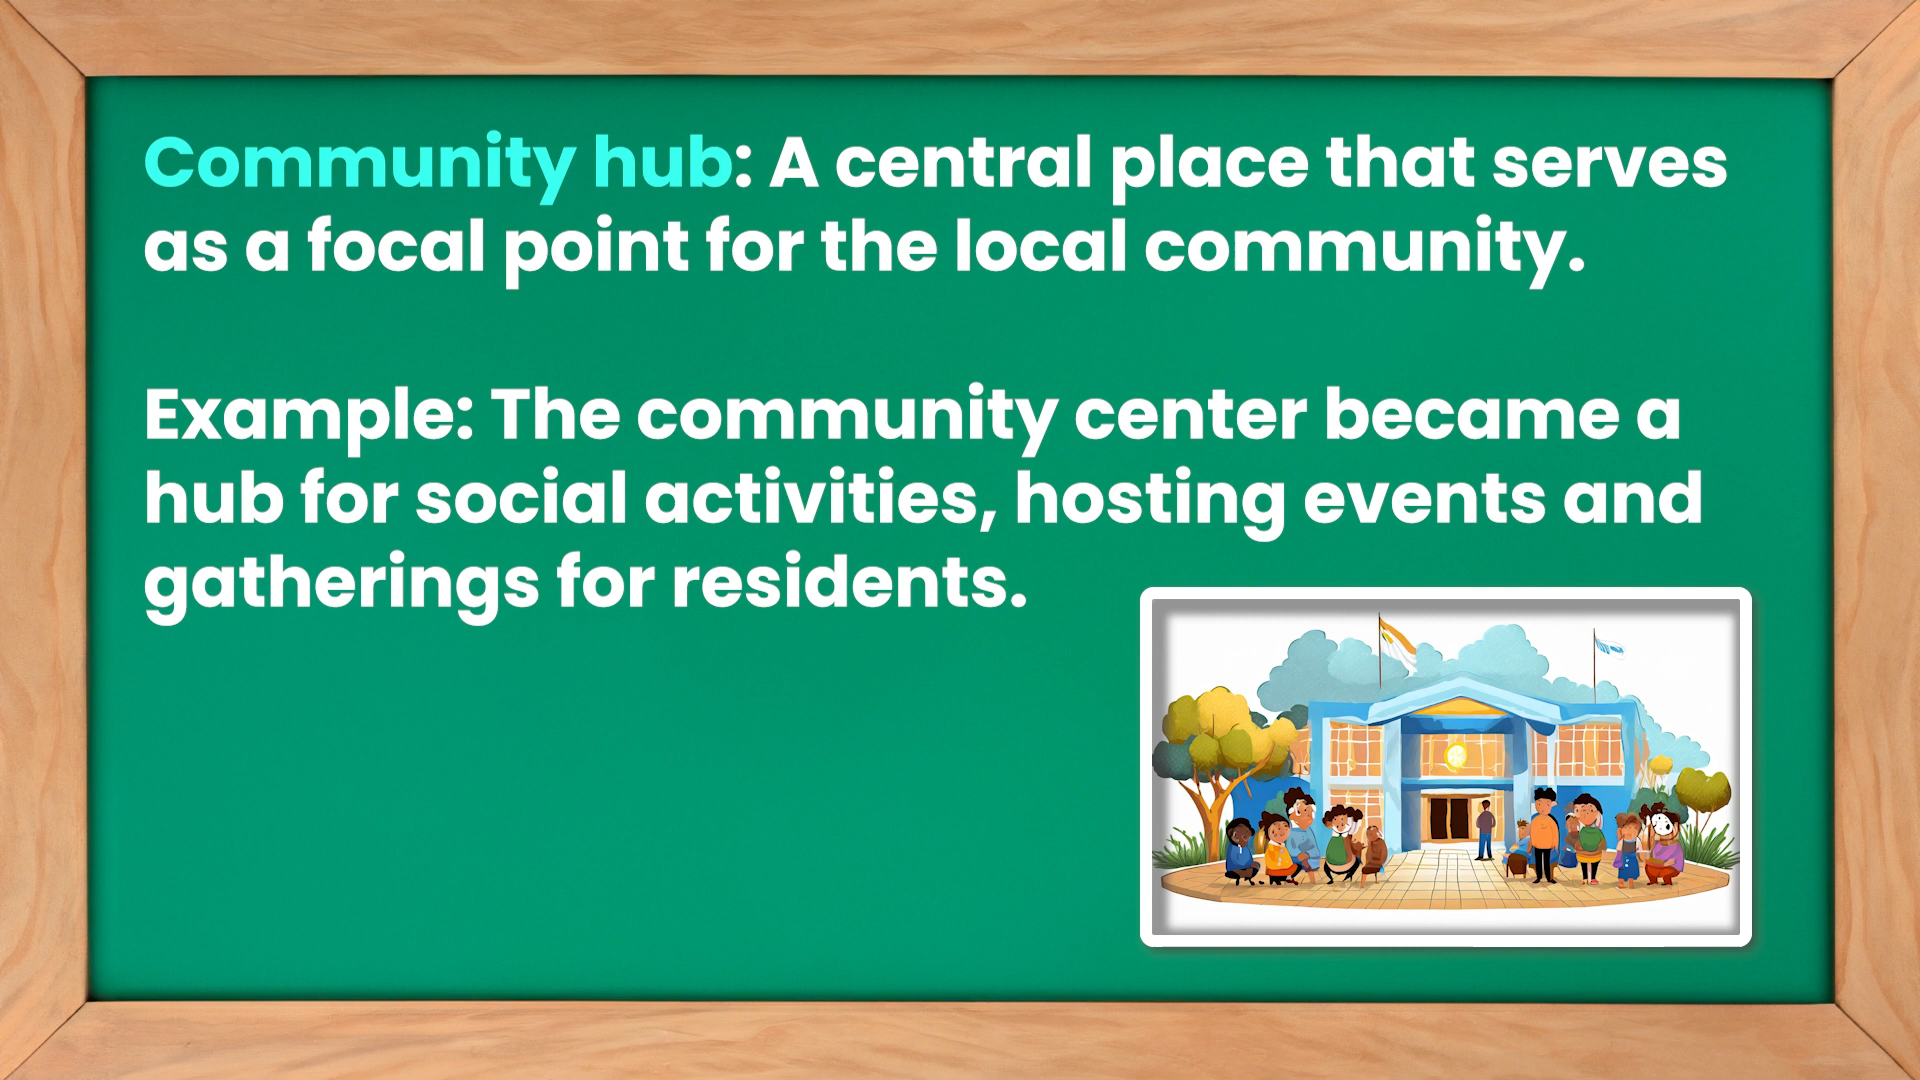 Community hub: A central place that serves
as a focal point for the local community.
Example: The community center became a
hub for social activities, hosting events and
gatherings for residents.